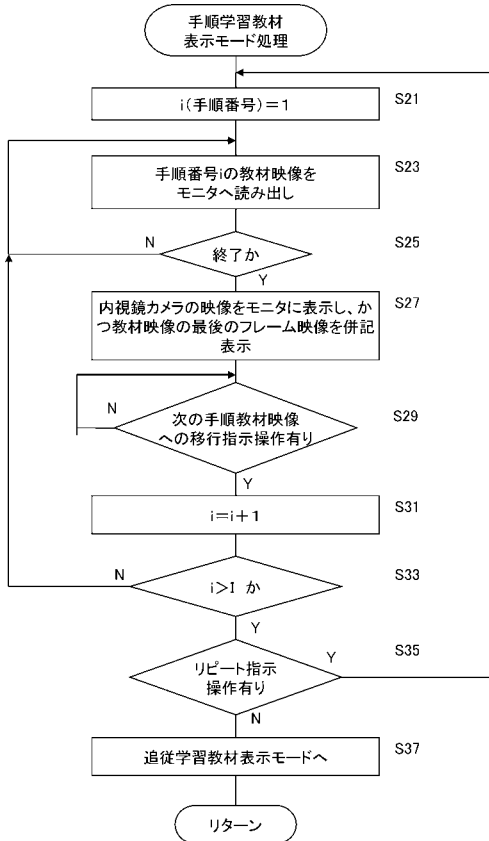 手順学習教材
表示モード処理
i(手順番号)=1
S21
手順番号iの教材映像を
モニタへ読み出し
S23
N
終了か
S25
Y
内視鏡カメラの映像をモニタに表示し、か
つ教材映像の最後のフレーム映像を併記
表示
S27
N
次の手順教材映像
への移行指示操作有り
S29
Y
i=i+1
S31
N
i>I か
S33
Y
リピート指示
操作有り
Y
S35
N
追従学習教材表示モードへ
S37
リターン